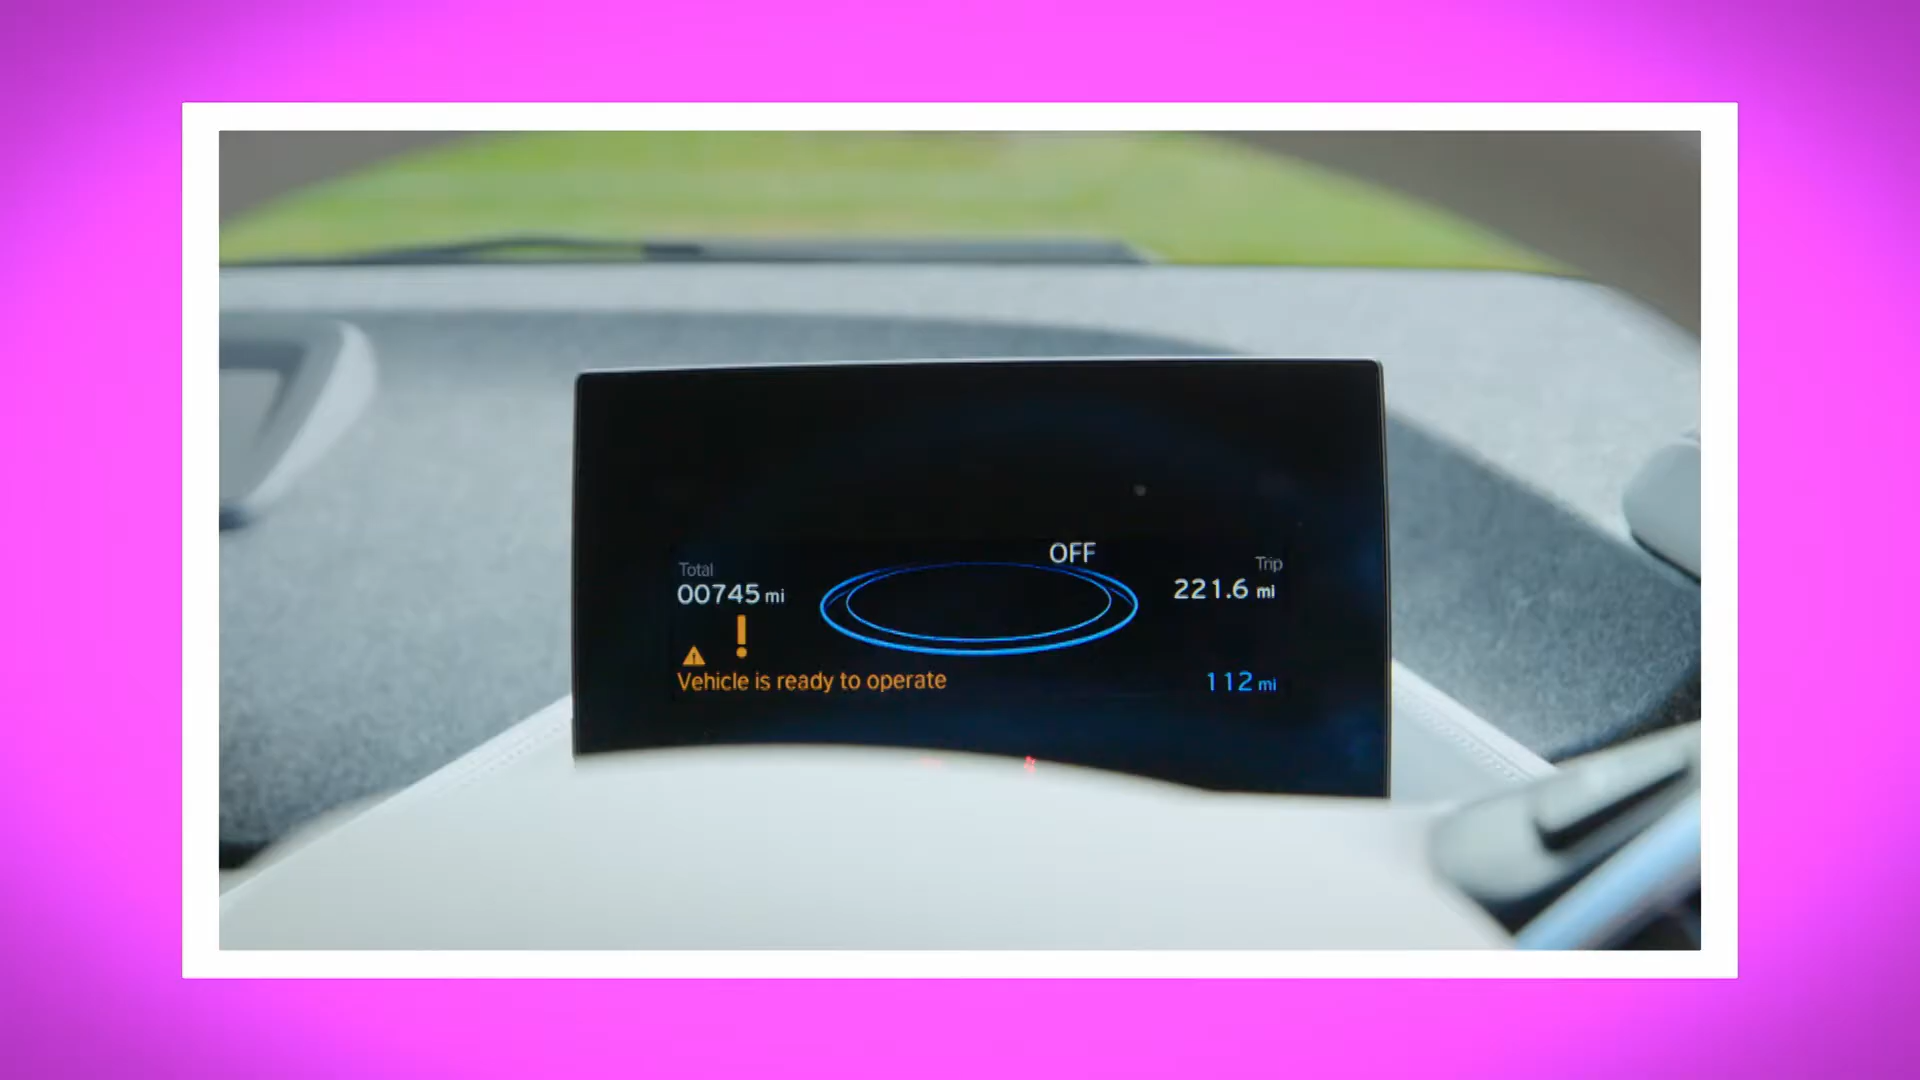 OFF
Total
00745 mi
Trip
221.6 mi
Vehicle is ready to operate
112 mi